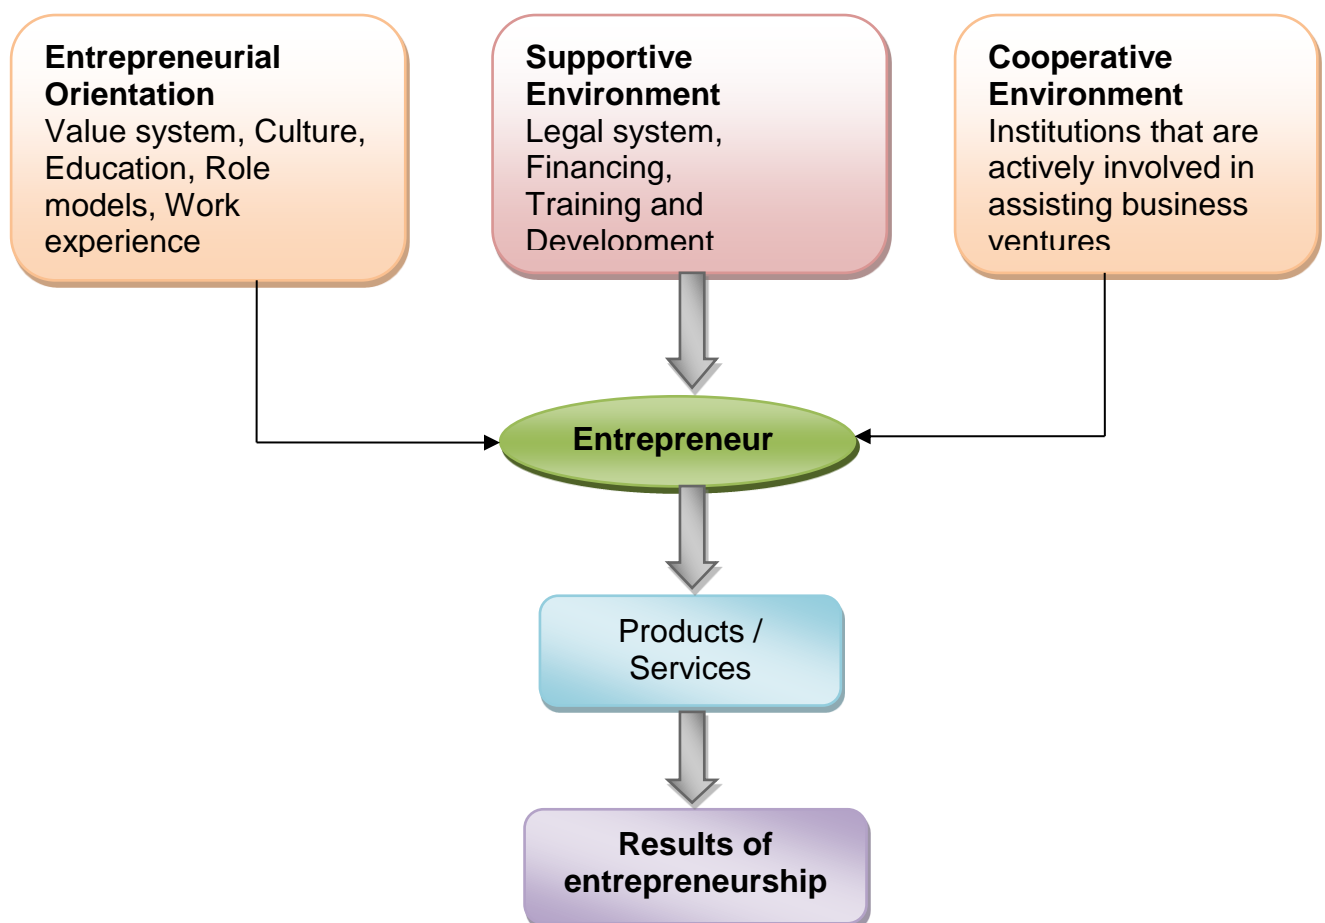 Entrepreneurial
Orientation
Value system, Culture,
Education, Role
models, Work
experience
Supportive
Environment
Legal system,
Financing,
Training and
Development
Cooperative
Environment
Institutions that are
actively involved in
assisting business
ventures
Entrepreneur
Products /
Services
Results of
entrepreneurship